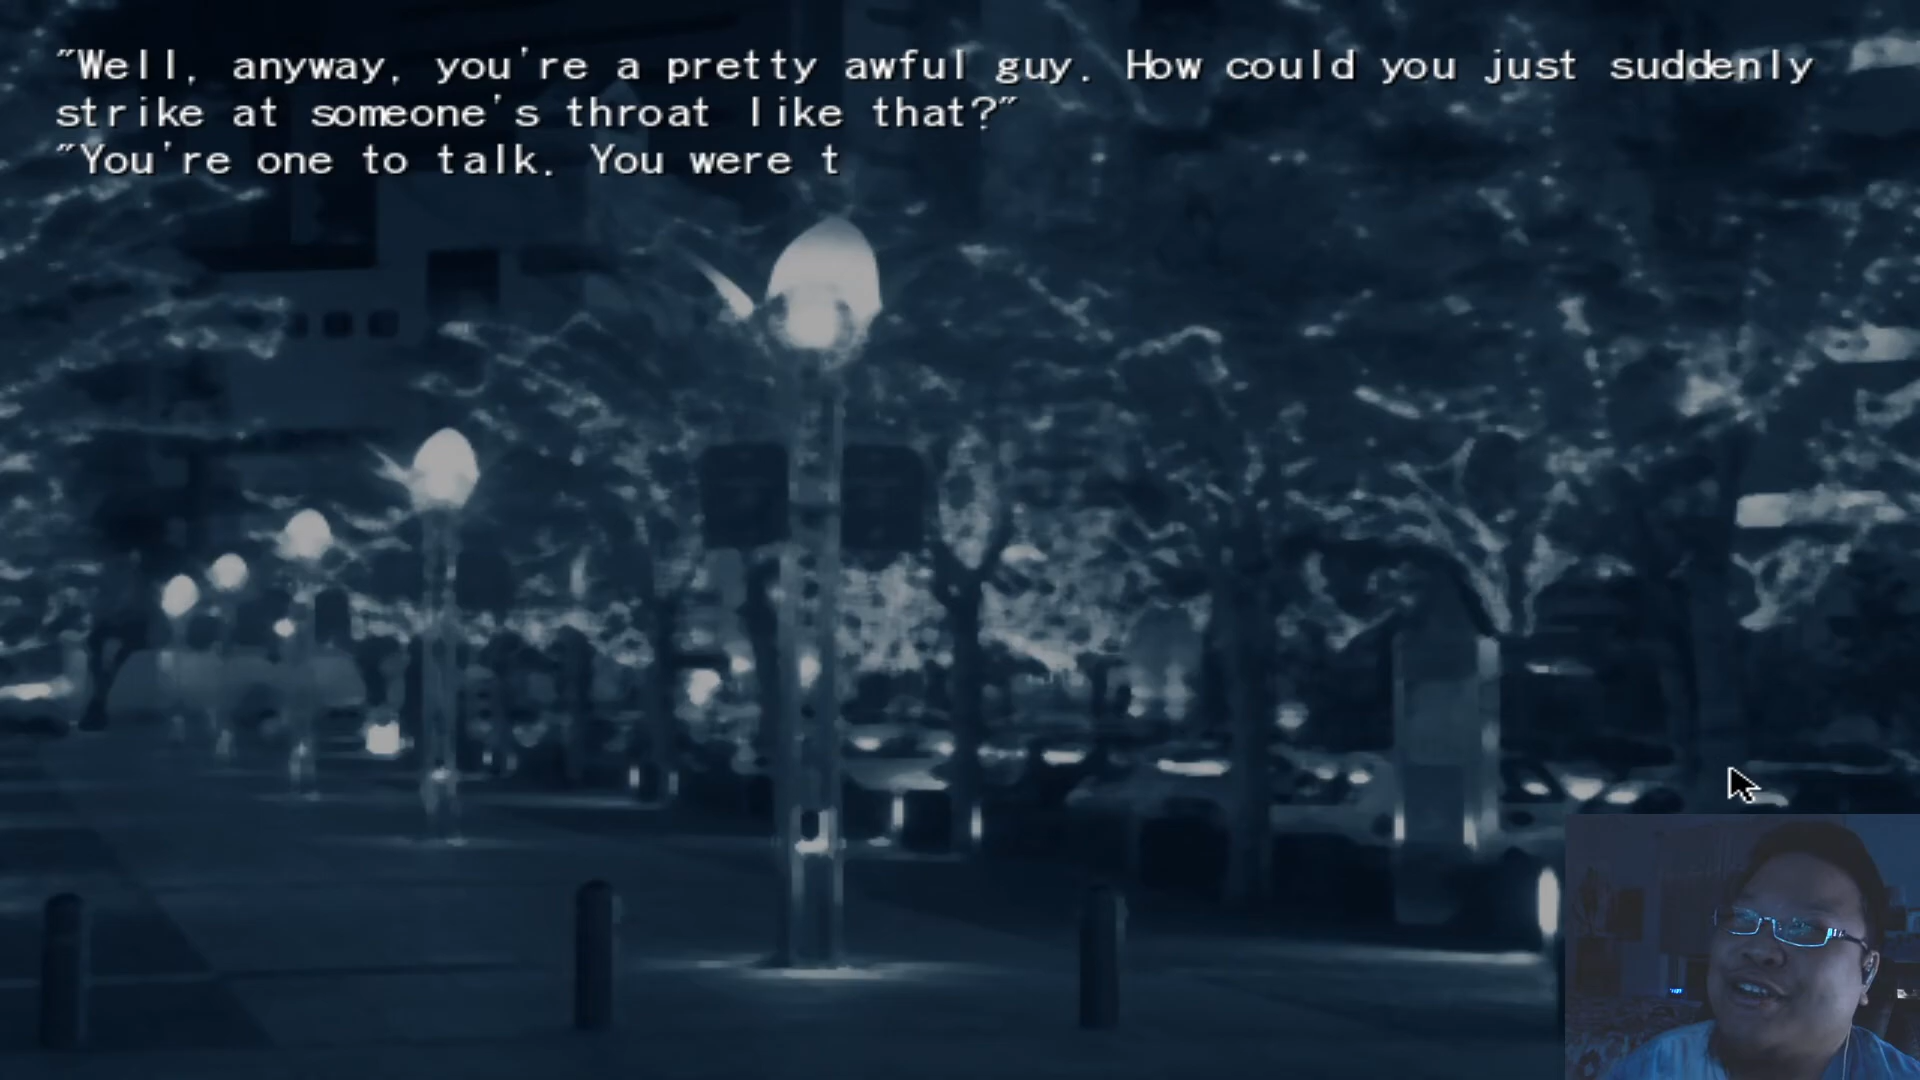 "Well, anyway, you're a pretty awful guy. How could you just suddenly
strike at someone's throat like that?"
"You're one to talk. You were t